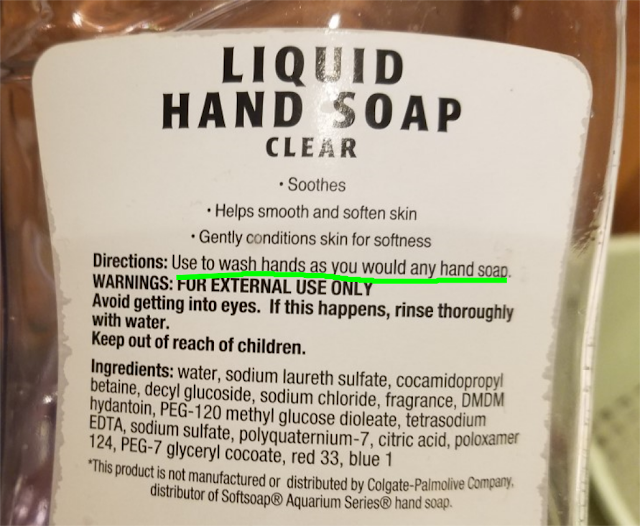 LIQUID
HAND SOAP
CLEAR
• Soothes
• Helps smooth and soften skin
• Gently conditions skin for softness
Directions: Use to wash hands as you would any hand soap.
WARNINGS: FOR EXTERNAL USE ONLY
Avoid getting into eyes. If this happens, rinse thoroughly
with water.
Keep out of reach of children.
Ingredients: water, sodium laureth sulfate, cocamidopropyl
betaine, decyl glucoside, sodium chloride, fragrance, DMDM
hydantoin, PEG-120 methyl glucose dioleate, tetrasodium
EDTA, sodium sulfate, polyquaternium-7, citric acid, poloxamer
124, PEG-7 glyceryl cocoate, red 33, blue 1
*This product is not manufactured or distributed by Colgate-Palmolive Company,
distributor of Softsoap® Aquarium Series® hand soap.